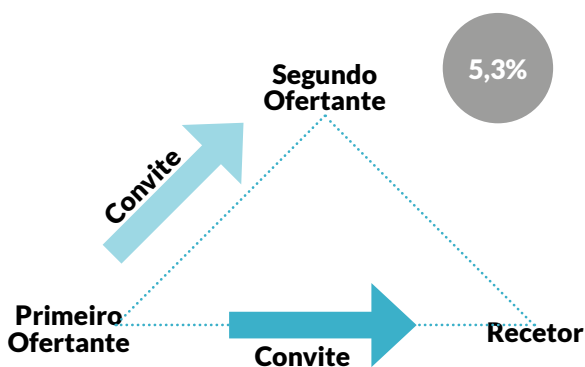 5,3%
Segundo
Ofertante
Convite
Primeiro
Ofertante
Convite
Recetor